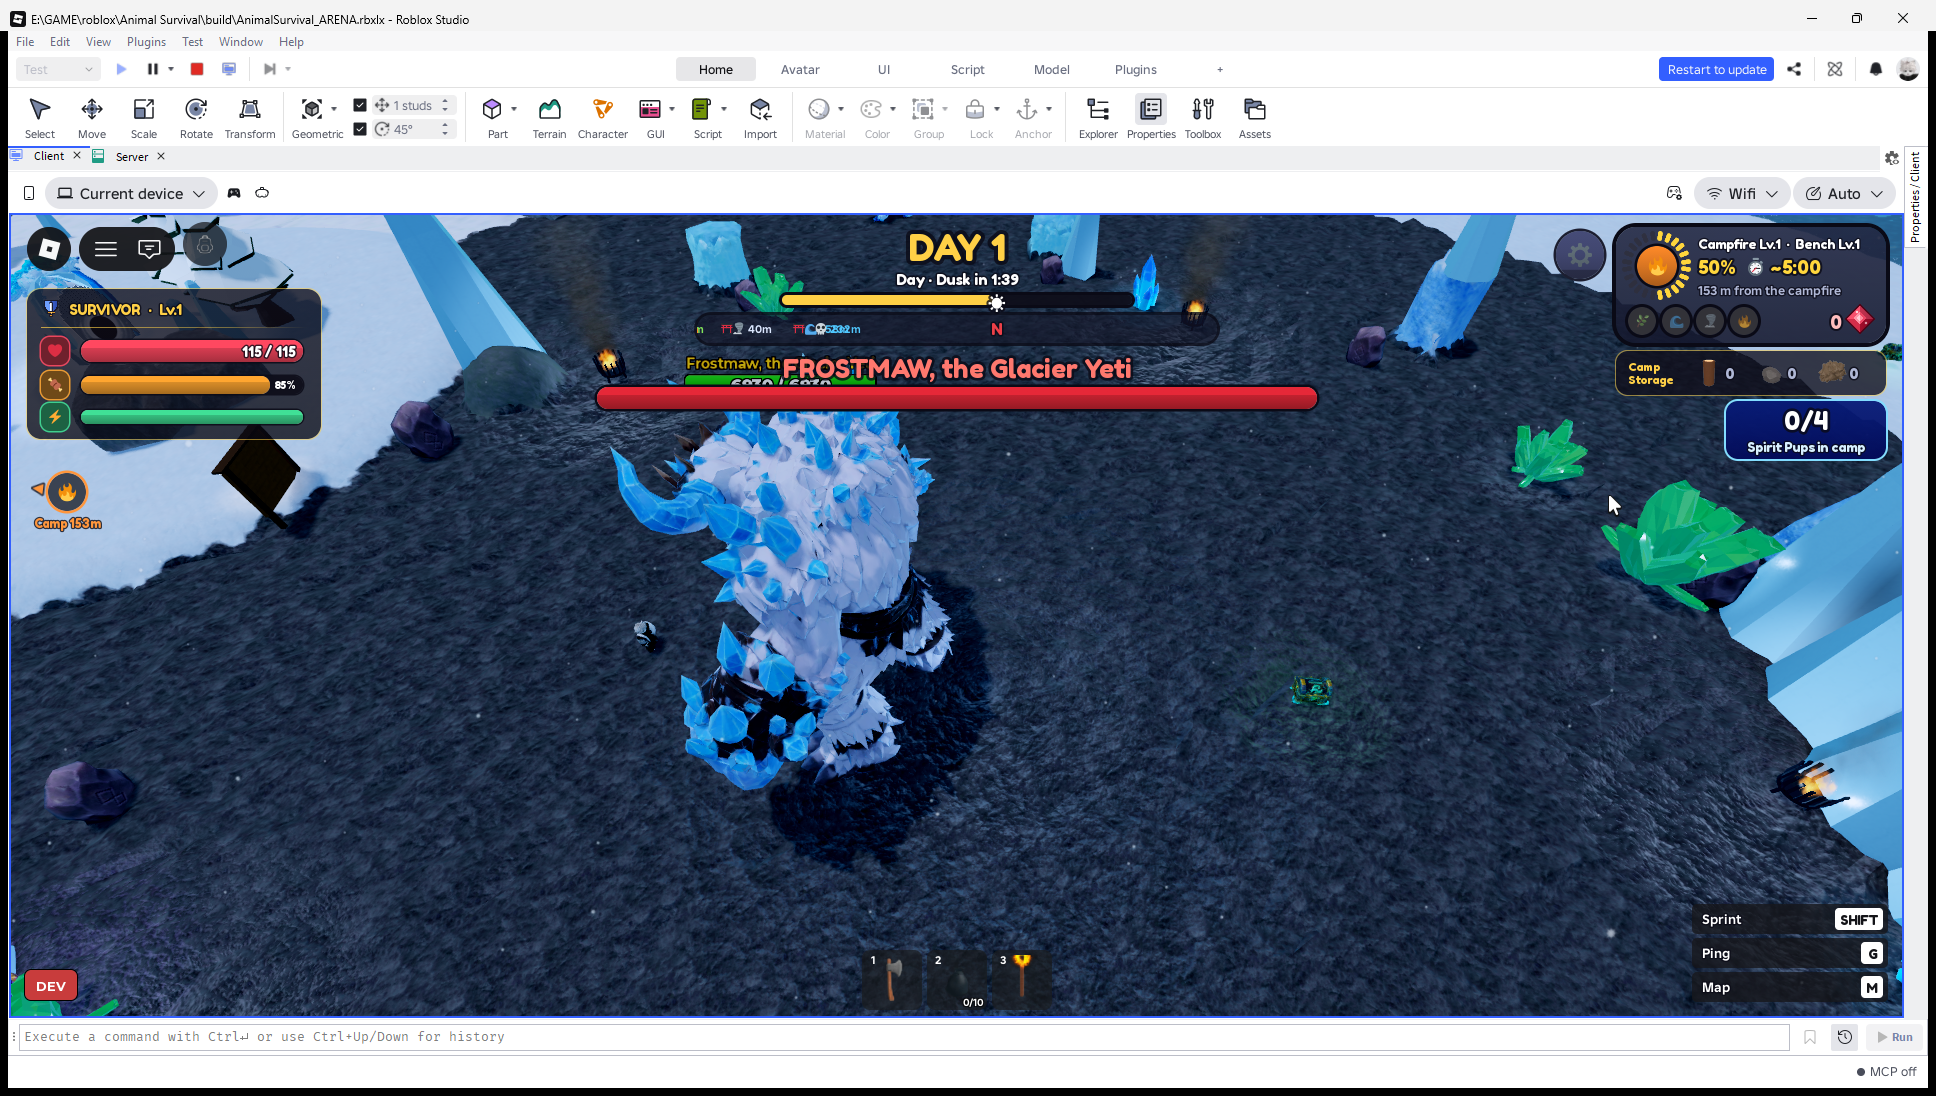 E:\GAME\roblox\Animal Survival\build\AnimalSurvival_ARENA.rbxlx - Roblox Studio
File Edit View Plugins Test Window Help
Test
Home Avatar UI Script Model Plugins +
Restart to update
Select Move Scale Rotate Transform Geometric
1 studs
45°
Part Terrain Character GUI Script Import Material Color Group Lock Anchor Explorer Properties Toolbox Assets
Client Server
Properties / Client
Current device
Wifi
Auto
DAY 1
Day · Dusk in 1:39
n 40m
N
SURVIVOR · Lv.1
115 / 115
85%
Camp 153m
Frostmaw, th
FROSTMAW, the Glacier Yeti
Campfire Lv.1 · Bench Lv.1
50% ~5:00
153 m from the campfire
0
Camp Storage 0 0 0
0/4
Spirit Pups in camp
Sprint SHIFT
Ping G
Map M
DEV
1 2 3
0/10
Execute a command with Ctrl↵ or use Ctrl+Up/Down for history
Run
MCP off